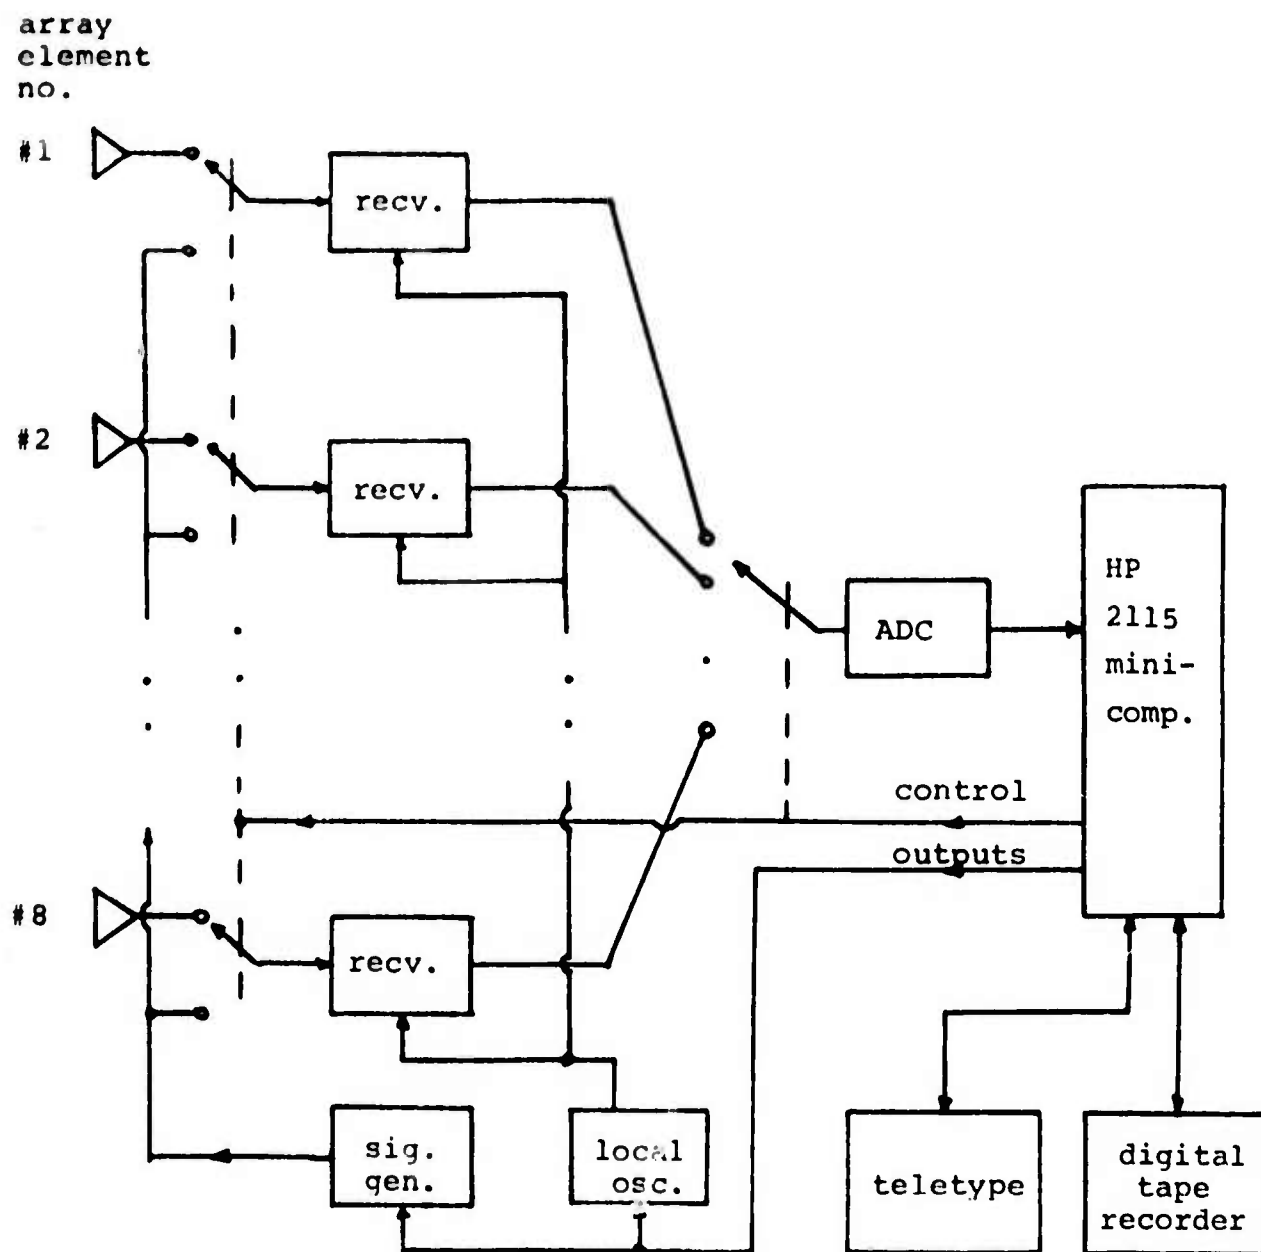 array
element
no.
#1
recv.
#2
recv.
HP
2115
mini-
comp.
ADC
control
outputs
#8
recv.
sig.
gen.
local
osc.
teletype
digital
tape
recorder